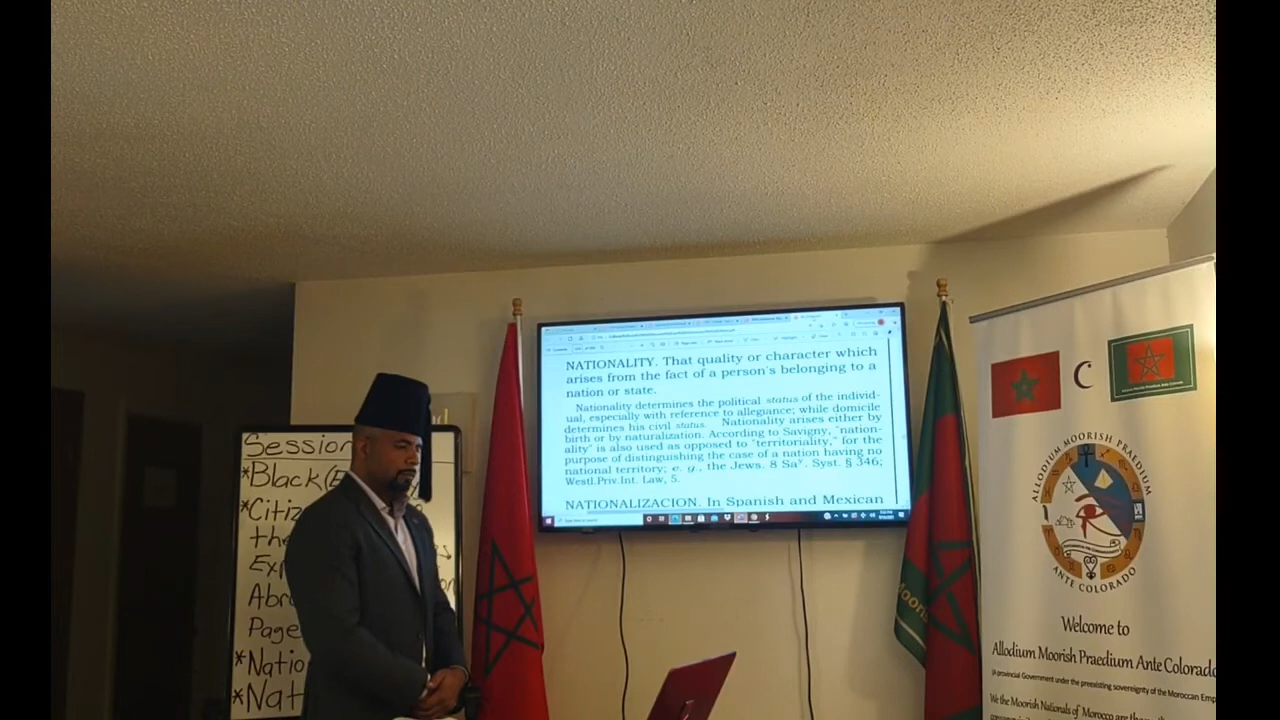 Session
*Black(E
*Citiz
the
Exp
Abro
Page
*Natio
*Nat
NATIONALITY. That quality or character which
arises from the fact of a person's belonging to a
nation or state.
Nationality determines the political status of the individ-
ual, especially with reference to allegiance; while domicile
determines his civil status. Nationality arises either by
birth or by naturalization. According to Savigny, "nation-
ality" is also used as opposed to "territoriality," for the
purpose of distinguishing the case of a nation having no
national territory; e. g., the Jews. 8 Sav. Syst. § 346;
Westl.Priv.Int. Law, 5.
NATIONALIZACION. In Spanish and Mexican
Moori
ALLODIUM MOORISH PRAEDIUM
ANTE COLORADO
Welcome to
Allodium Moorish Praedium Ante Colorado
(A provincial Government under the preexisting sovereignty of the Moroccan Emp
We the Moorish Nationals of Morocco are